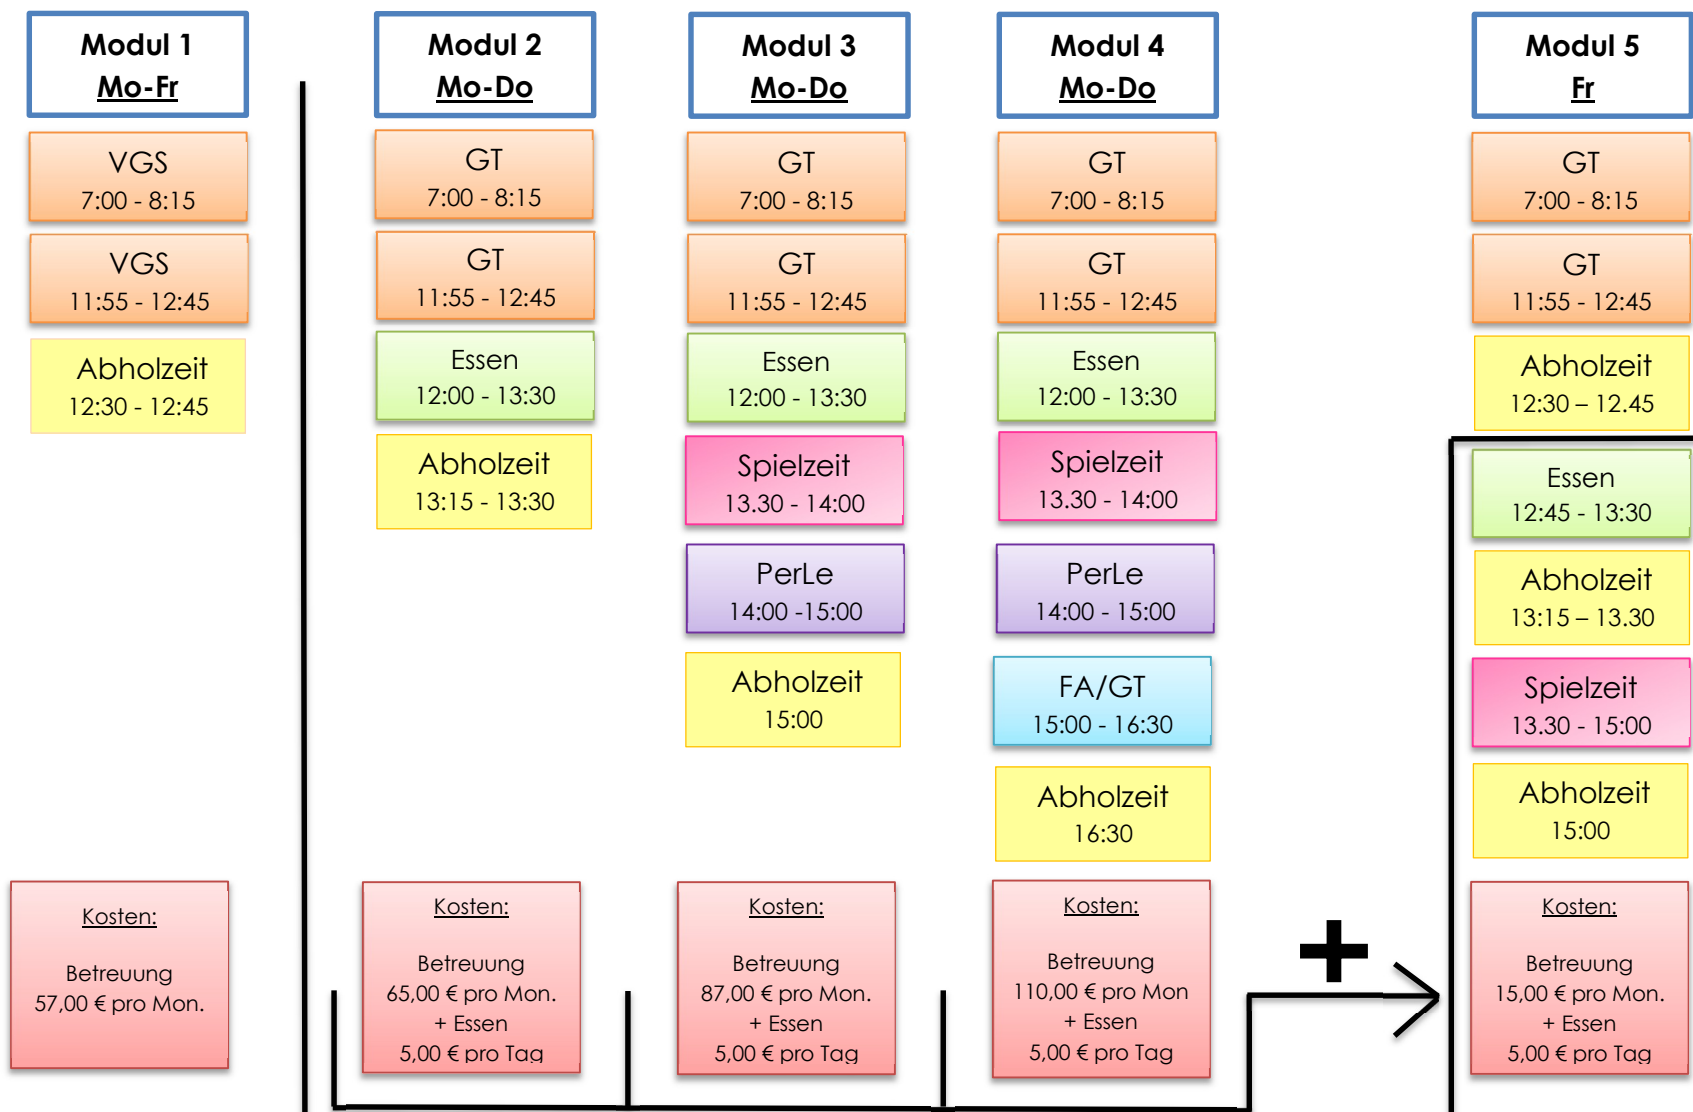 Modul 1
Mo-Fr
VGS
7:00 - 8:15
VGS
11:55 - 12:45
Abholzeit
12:30 - 12:45
Kosten:
Betreuung
57,00 € pro Mon.
Modul 2
Mo-Do
GT
7:00 - 8:15
GT
11:55 - 12:45
Essen
12:00 - 13:30
Abholzeit
13:15 - 13:30
Kosten:
Betreuung
65,00 € pro Mon.
+ Essen
5,00 € pro Tag
Modul 3
Mo-Do
GT
7:00 - 8:15
GT
11:55 - 12:45
Essen
12:00 - 13:30
Spielzeit
13.30 - 14:00
PerLe
14:00 -15:00
Abholzeit
15:00
Kosten:
Betreuung
87,00 € pro Mon.
+ Essen
5,00 € pro Tag
Modul 4
Mo-Do
GT
7:00 - 8:15
GT
11:55 - 12:45
Essen
12:00 - 13:30
Spielzeit
13.30 - 14:00
PerLe
14:00 - 15:00
FA/GT
15:00 - 16:30
Abholzeit
16:30
Kosten:
Betreuung
110,00 € pro Mon
+ Essen
5,00 € pro Tag
+
Modul 5
Fr
GT
7:00 - 8:15
GT
11:55 - 12:45
Abholzeit
12:30 – 12.45
Essen
12:45 - 13:30
Abholzeit
13:15 – 13.30
Spielzeit
13.30 - 15:00
Abholzeit
15:00
Kosten:
Betreuung
15,00 € pro Mon.
+ Essen
5,00 € pro Tag